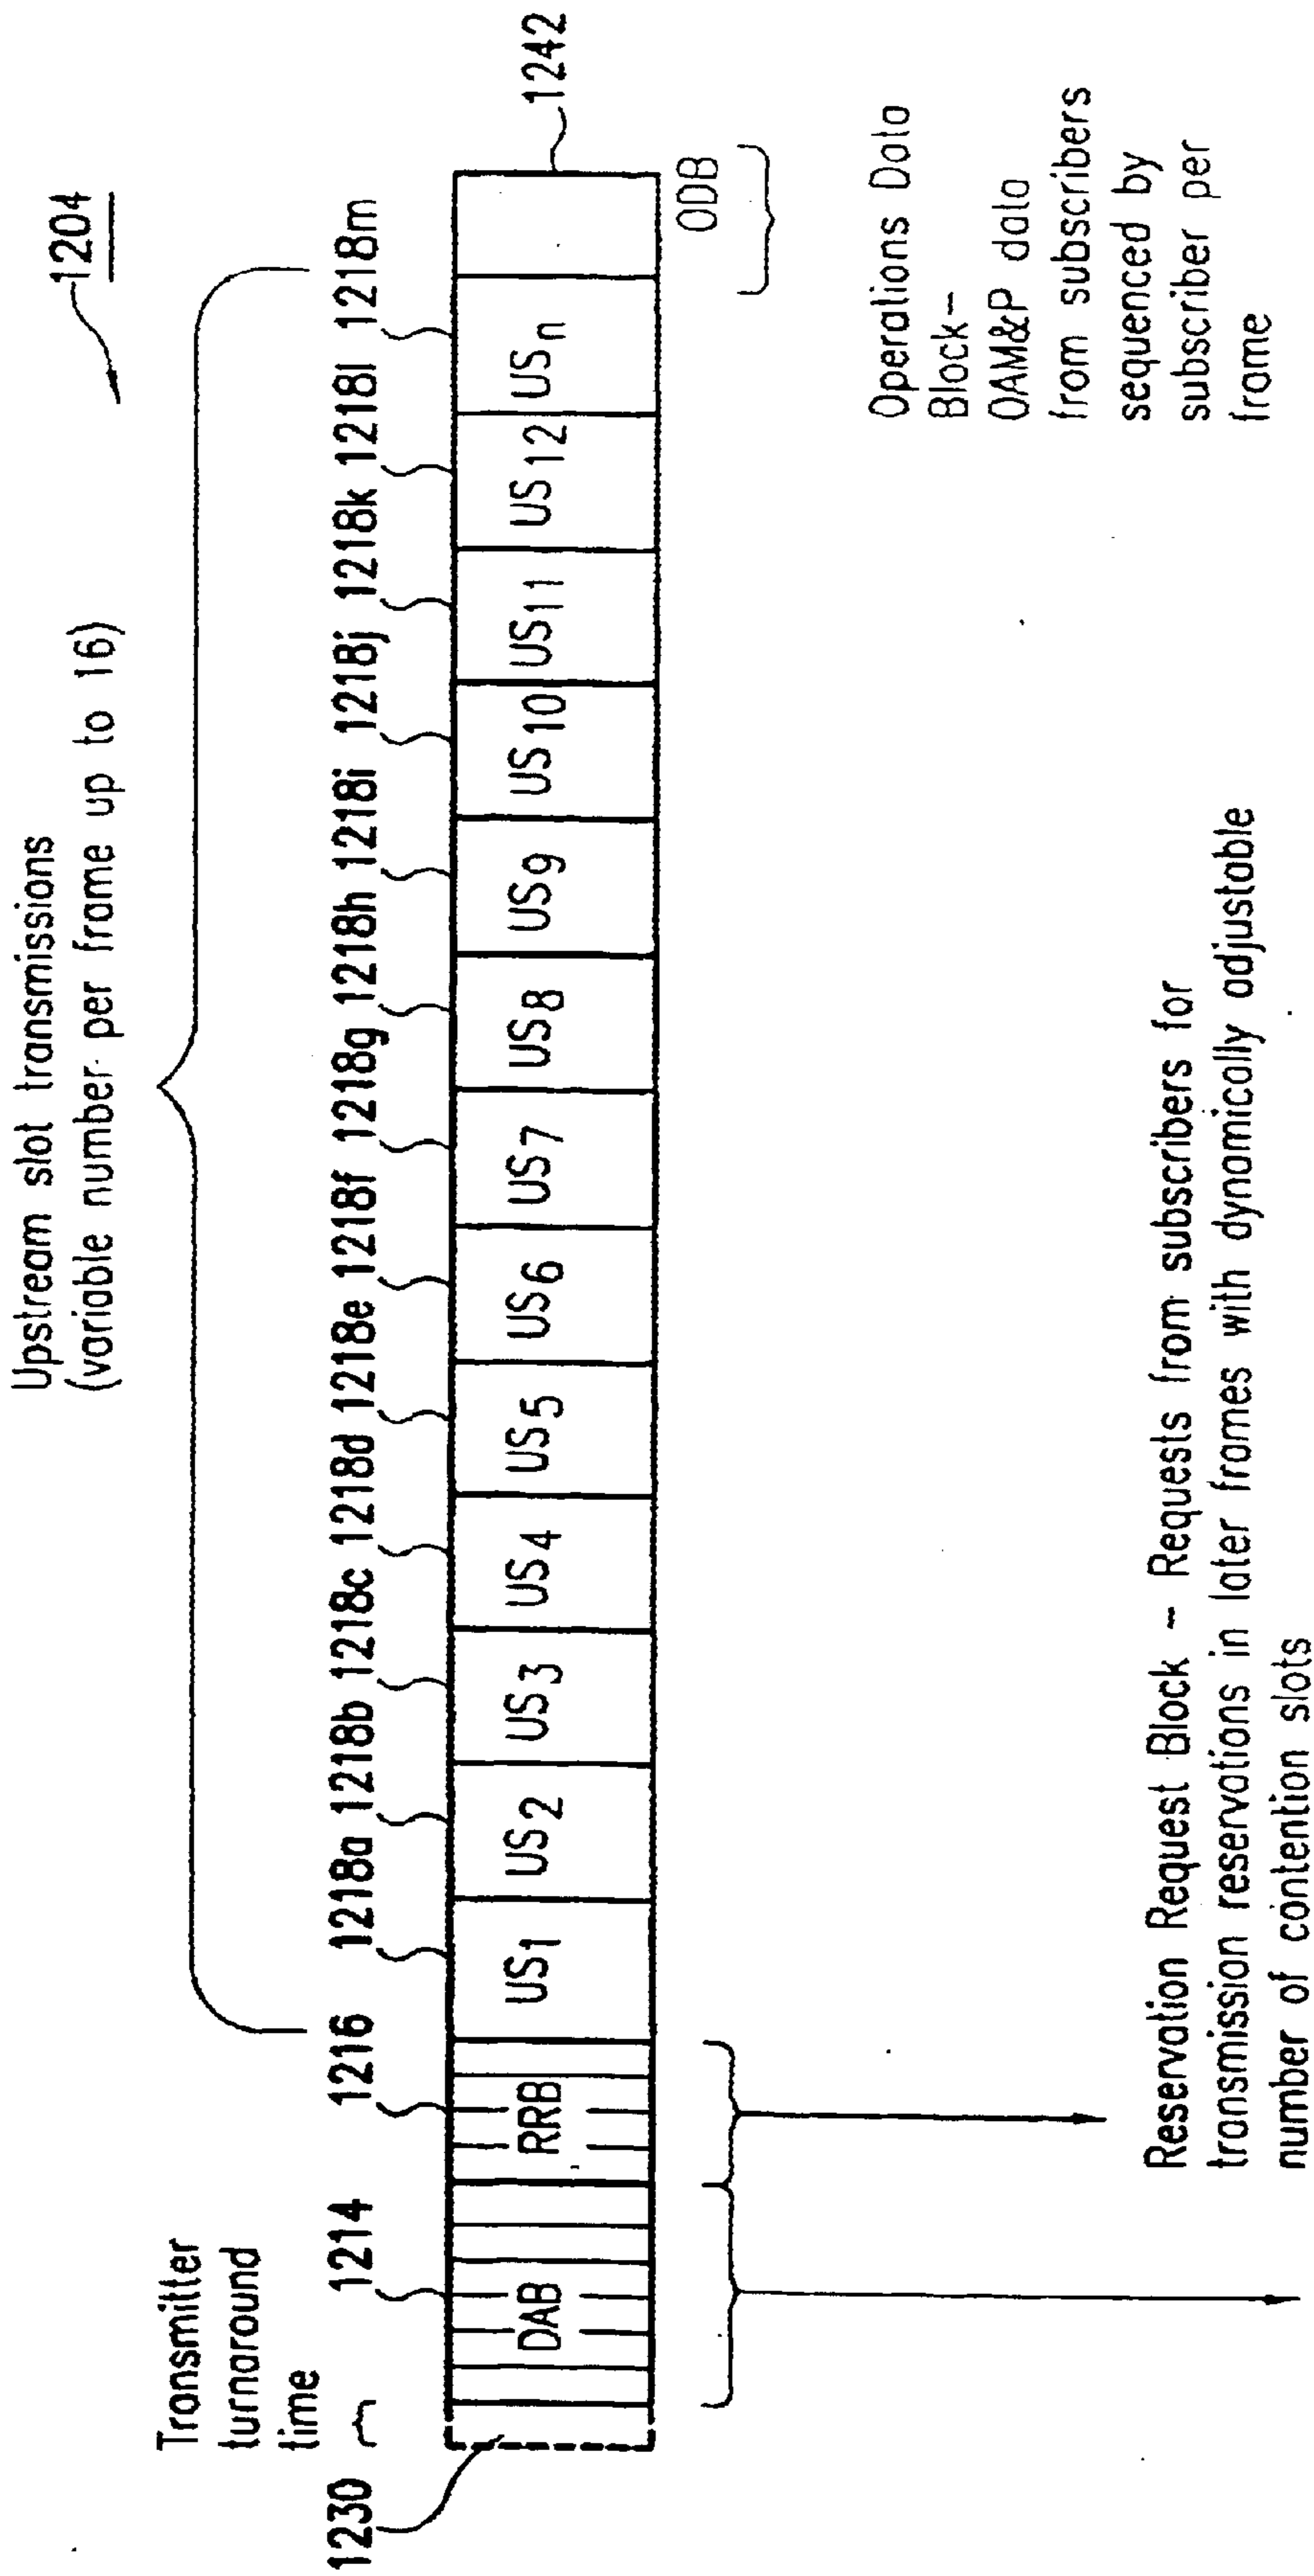 Upstream slot transmissions
(variable number per frame up to 16)
1204
Transmitter
turnaround
time
1230
1214
1216
1218a
1218b
1218c
1218d
1218e
1218f
1218g
1218h
1218i
1218j
1218k
1218l
1218m
DAB
RRB
US1
US2
US3
US4
US5
US6
US7
US8
US9
US10
US11
US12
USn
1242
ODB
Operations Data
Block-
OAM&P data
from subscribers
sequenced by
subscriber per
frame
Reservation Request Block - Requests from subscribers for
transmission reservations in later frames with dynamically adjustable
number of contention slots